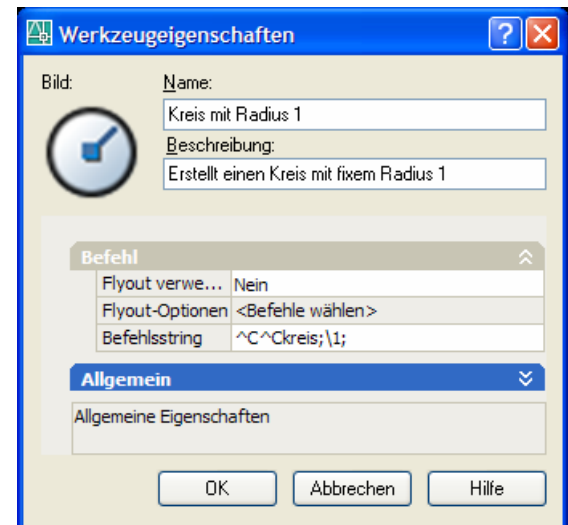 Werkzeugeigenschaften
Bild:
Name:
Kreis mit Radius 1
Beschreibung:
Erstellt einen Kreis mit fixem Radius 1
Befehl
Flyout verwe... Nein
Flyout-Optionen <Befehle wählen>
Befehlsstring ^C^Ckreis;\1;
Allgemein
Allgemeine Eigenschaften
OK Abbrechen Hilfe